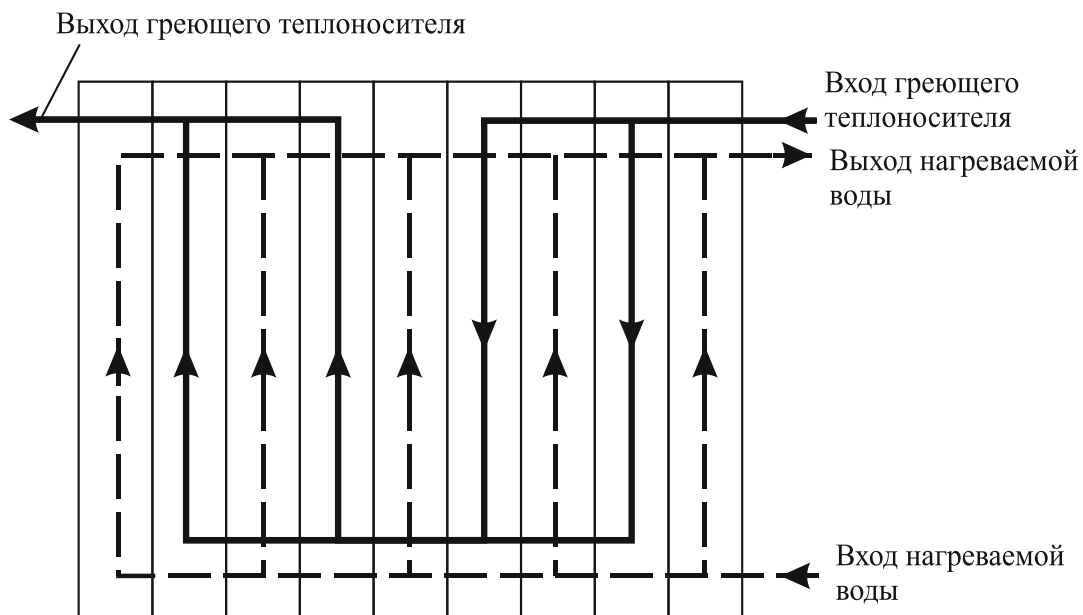 Выход греющего теплоносителя
Вход греющего
теплоносителя
Выход нагреваемой
воды
Вход нагреваемой
воды